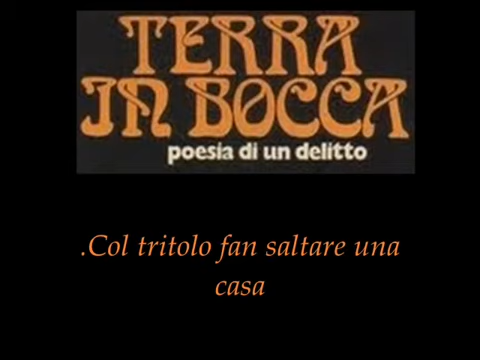 TERRA
IN BOCCA
poesia di un delitto
.Col tritolo fan saltare una
casa